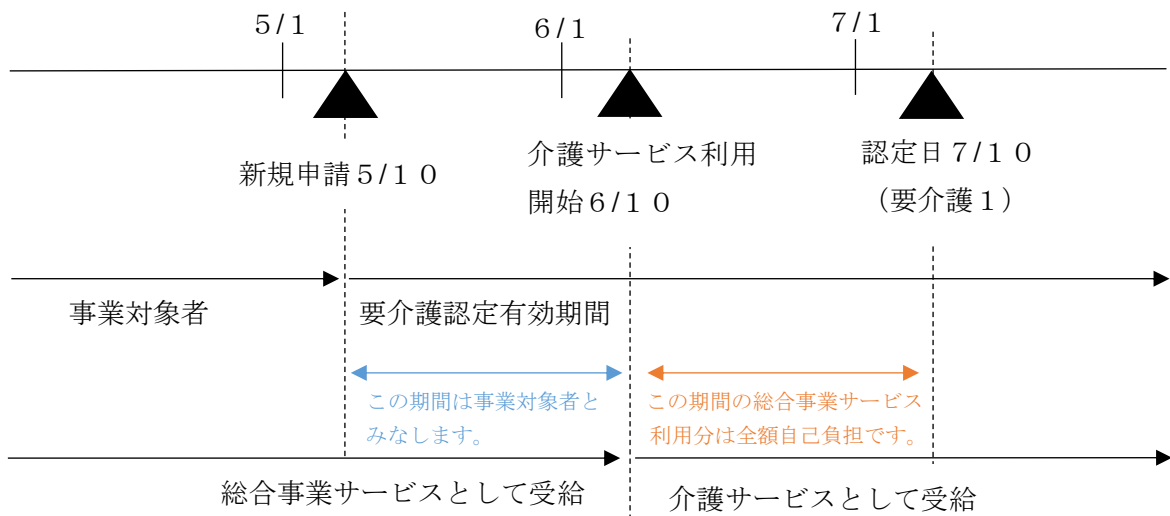 ５/１
６/１
７/１
新規申請５/１０
介護サービス利用
開始６/１０
認定日７/１０
（要介護１）
事業対象者
要介護認定有効期間
この期間は事業対象者と
みなします。
この期間の総合事業サービス
利用分は全額自己負担です。
総合事業サービスとして受給
介護サービスとして受給